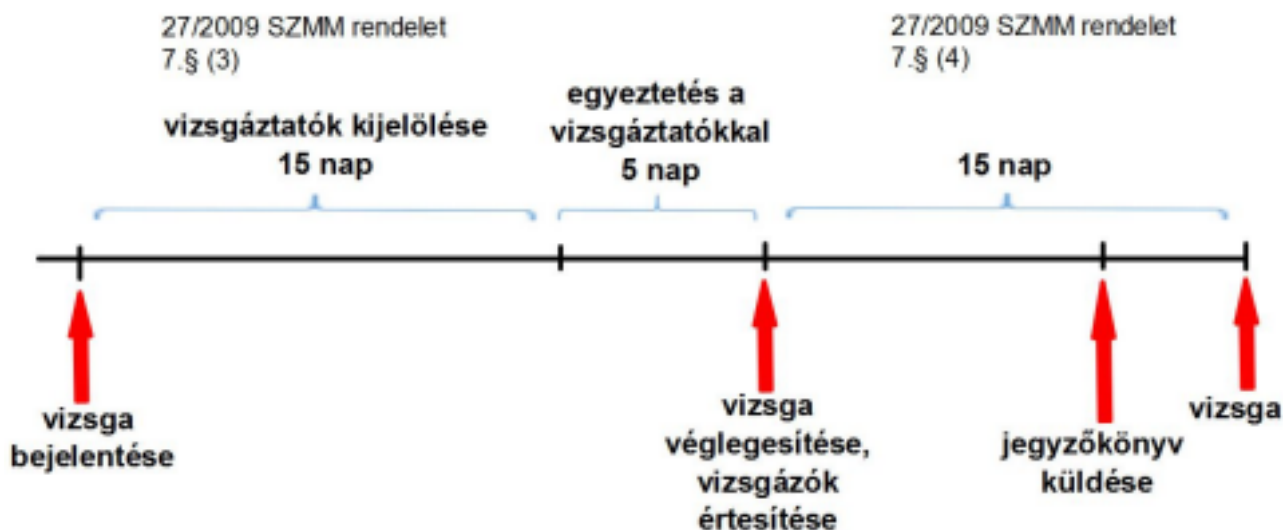 27/2009 SZMM rendelet
7.§ (3)
vizsgáztatók kijelölése
15 nap
egyeztetés a
vizsgáztatókkal
5 nap
27/2009 SZMM rendelet
7.§ (4)
15 nap
vizsga
bejelentése
vizsga
véglegesítése,
vizsgázók
értesítése
jegyzőkönyv
küldése
vizsga